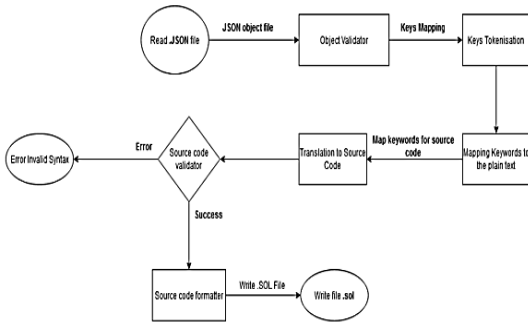 JSON object file
Keys Mapping
Read .JSON file
Object Validator
Keys Tokenisation
Error
Source code
validator
Map keywords for source
code
Translation to Source
Code
Mapping Keywords to
the plain text
Error Invalid Syntax
Success
Write .SOL File
Source code formatter
Write file .sol